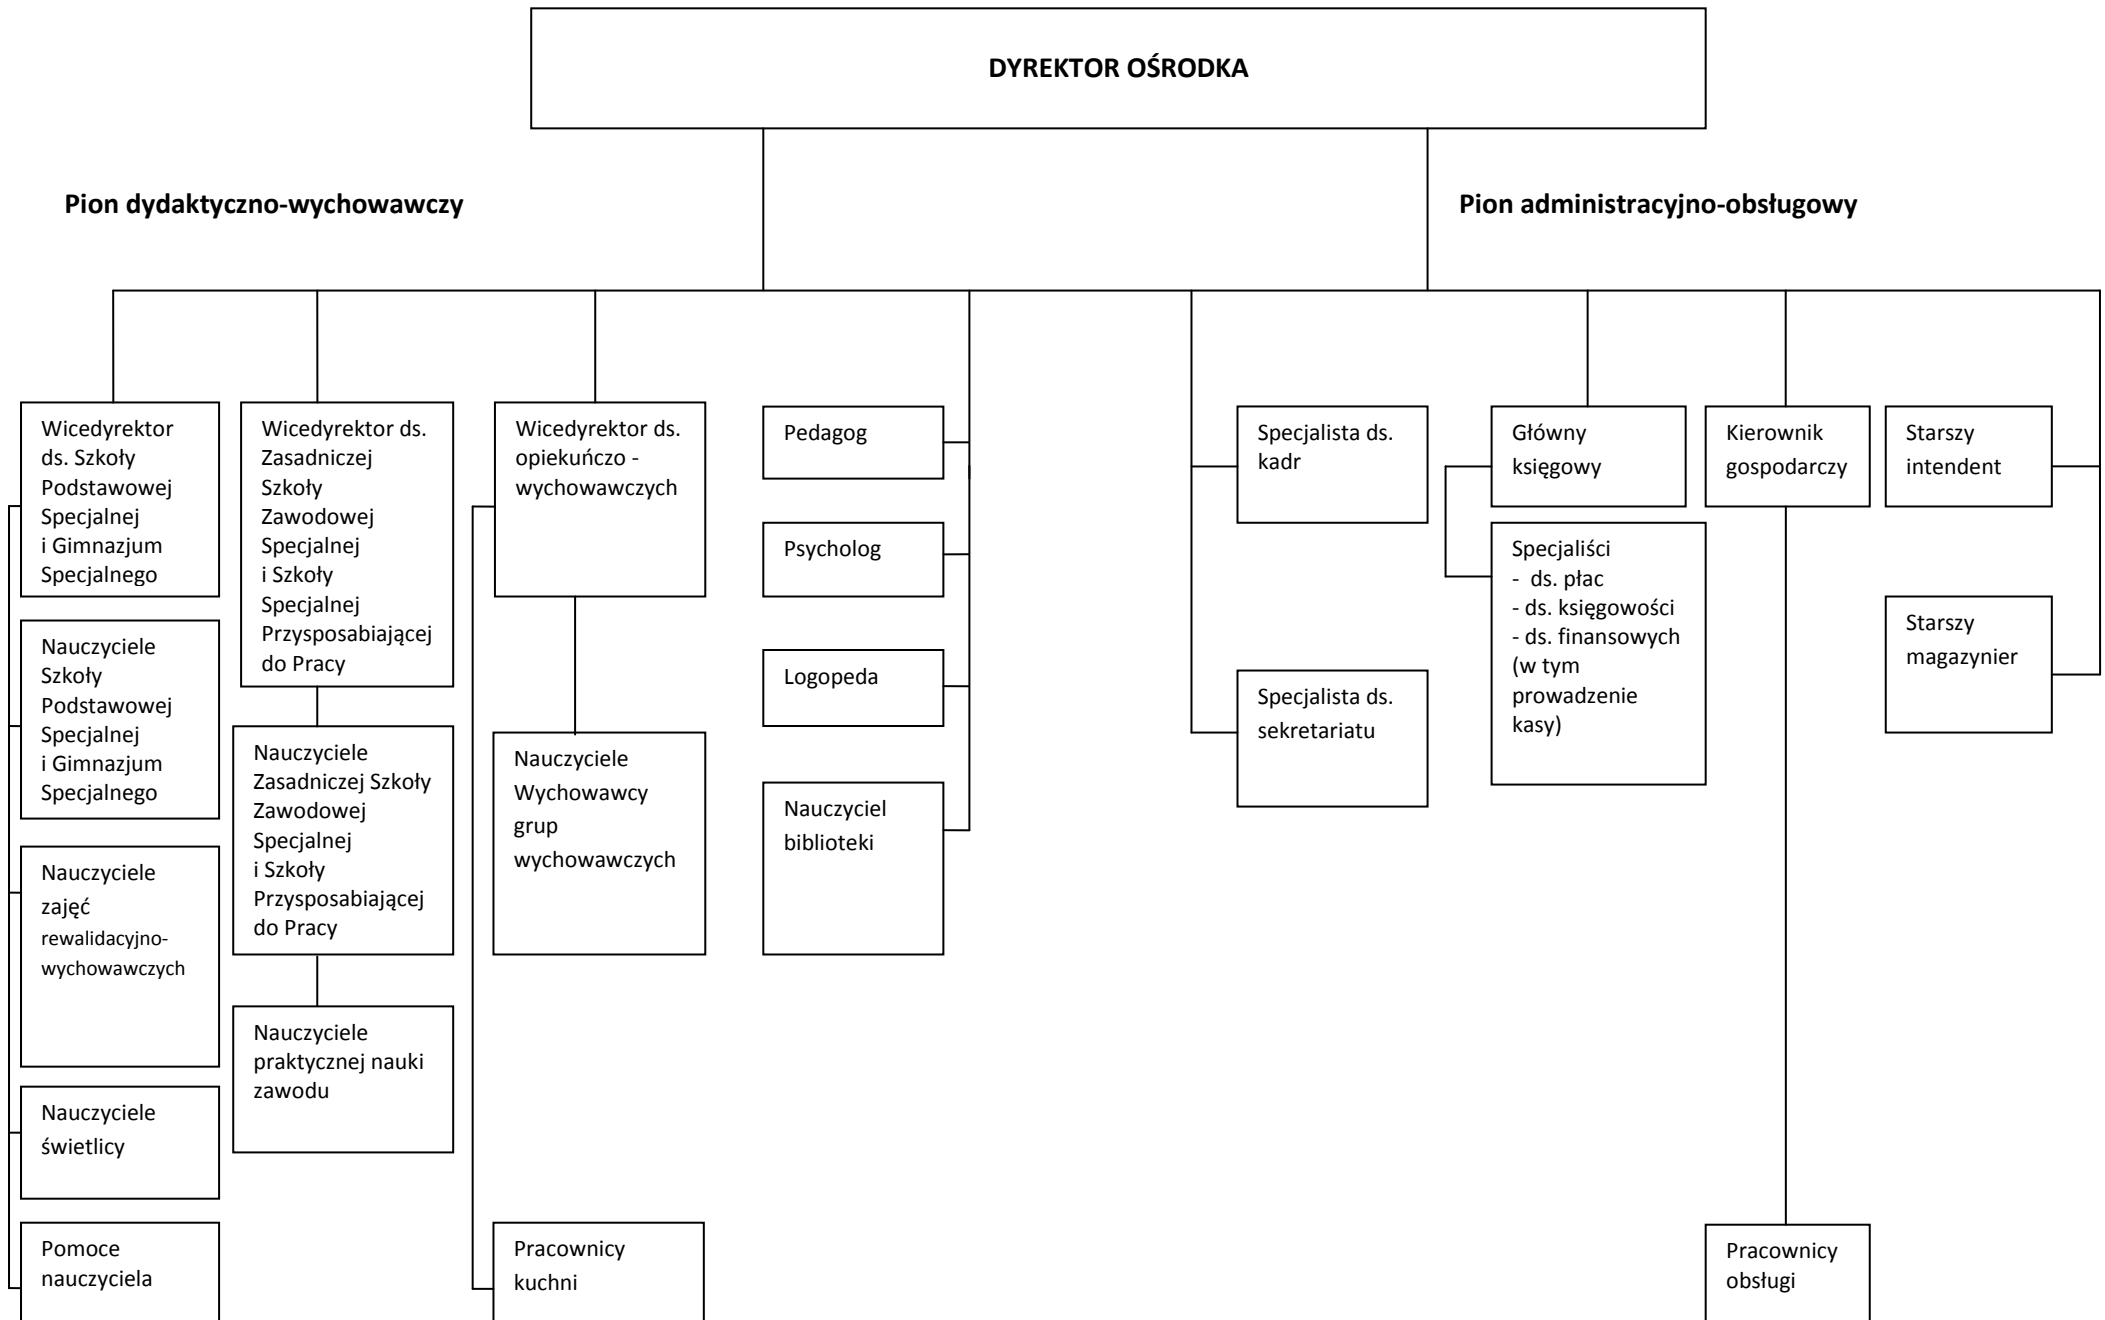 DYREKTOR OŚRODKA
Pion dydaktyczno-wychowawczy
Pion administracyjno-obsługowy
Wicedyrektor
ds. Szkoły
Podstawowej
Specjalnej
i Gimnazjum
Specjalnego
Nauczyciele
Szkoły
Podstawowej
Specjalnej
i Gimnazjum
Specjalnego
Nauczyciele
zajęć
rewalidacyjno-
wychowawczych
Nauczyciele
świetlicy
Pomoce
nauczyciela
Wicedyrektor ds.
Zasadniczej
Szkoły
Zawodowej
Specjalnej
i Szkoły
Specjalnej
Przysposabiającej
do Pracy
Nauczyciele
Zasadniczej Szkoły
Zawodowej
Specjalnej
i Szkoły
Przysposabiającej
do Pracy
Nauczyciele
praktycznej nauki
zawodu
Wicedyrektor ds.
opiekuńczo -
wychowawczych
Nauczyciele
Wychowawcy
grup
wychowawczych
Pracownicy
kuchni
Pedagog
Psycholog
Logopeda
Nauczyciel
biblioteki
Specjalista ds.
kadr
Specjalista ds.
sekretariatu
Główny
księgowy
Specjaliści
- ds. płac
- ds. księgowości
- ds. finansowych
(w tym
prowadzenie
kasy)
Kierownik
gospodarczy
Pracownicy
obsługi
Starszy
intendent
Starszy
magazynier